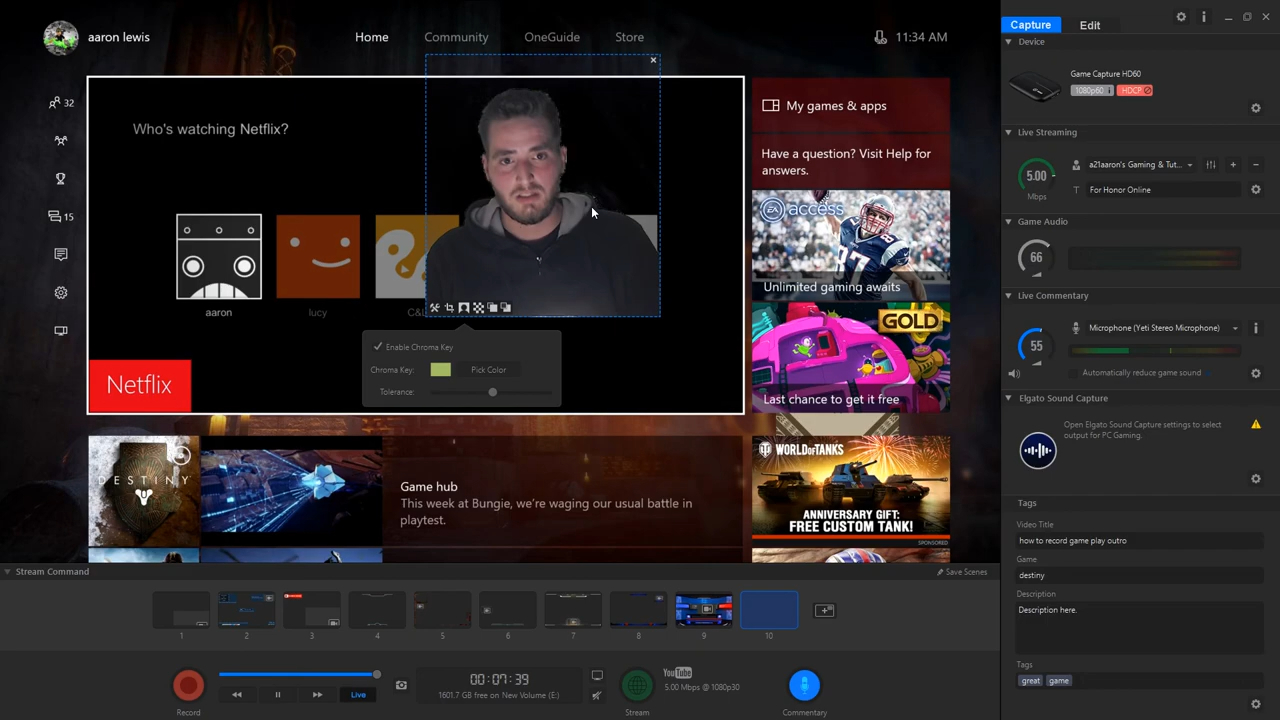 aaron lewis
Home
Community
OneGuide
Store
11:34 AM
32
15
Who's watching Netflix?
aaron
lucy
C&L
Netflix
Enable Chroma Key
Chroma Key:
Pick Color
Tolerance:
My games & apps
Have a question? Visit Help for
answers.
EA access
87
Unlimited gaming awaits
GOLD
Last chance to get it free
DESTINY
Game hub
This week at Bungie, we're waging our usual battle in
playtest.
WORLD OF TANKS
ANNIVERSARY GIFT:
FREE CUSTOM TANK!
SPONSORED
Capture
Edit
Device
Game Capture HD60
1080p60
HDCP
Live Streaming
5.00
Mbps
a21aaron's Gaming & Tut...
For Honor Online
Game Audio
66
Live Commentary
55
Microphone (Yeti Stereo Microphone)
Automatically reduce game sound
Elgato Sound Capture
Open Elgato Sound Capture settings to select
output for PC Gaming.
Tags
Video Title
how to record game play outro
Game
destiny
Description
Description here.
Tags
great
game
Stream Command
Save Scenes
1
2
3
4
5
6
7
8
9
10
Record
Live
00:07:39
1601.7 GB free on New Volume (E:)
Stream
YouTube
5.00 Mbps @ 1080p30
Commentary